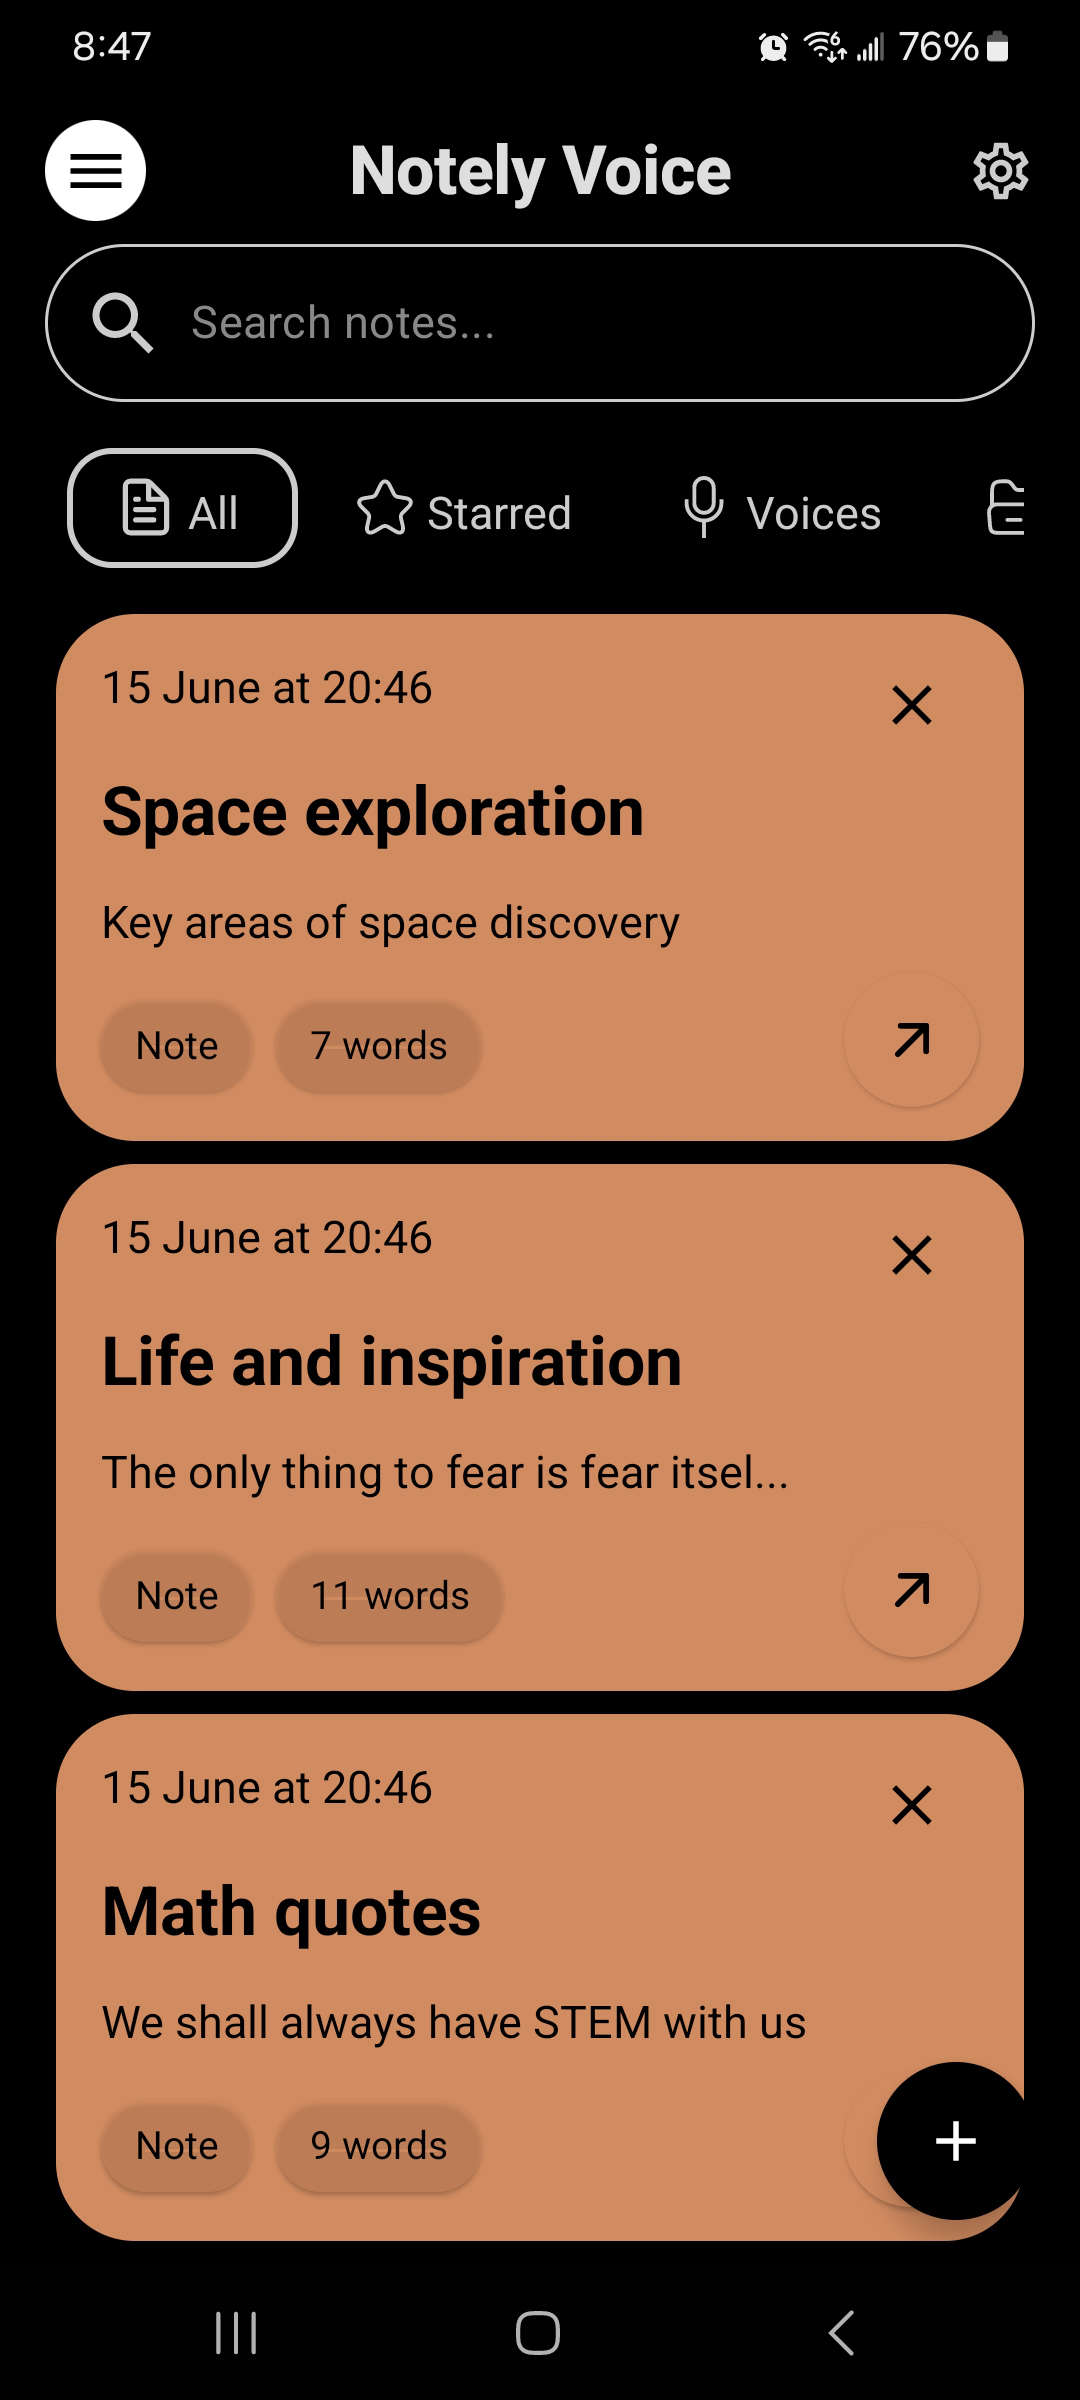 8:47 76%
Notely Voice
Search notes...
All Starred Voices
15 June at 20:46
Space exploration
Key areas of space discovery
Note 7 words
15 June at 20:46
Life and inspiration
The only thing to fear is fear itsel...
Note 11 words
15 June at 20:46
Math quotes
We shall always have STEM with us
Note 9 words